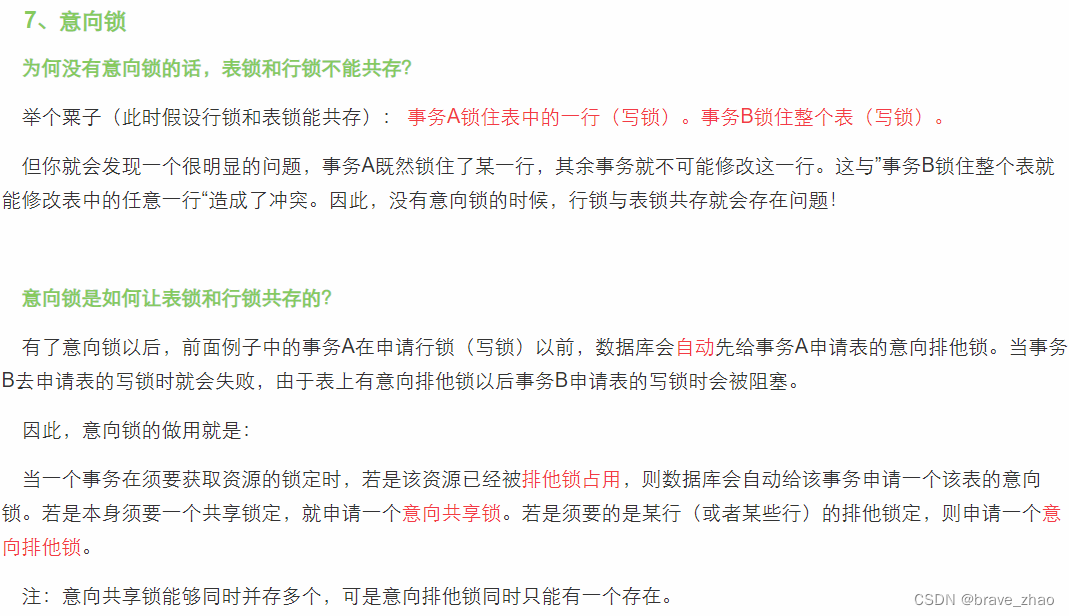 7、意向锁
为何没有意向锁的话，表锁和行锁不能共存？
举个粟子（此时假设行锁和表锁能共存）： 事务A锁住表中的一行（写锁）。事务B锁住整个表（写锁）。
但你就会发现一个很明显的问题，事务A既然锁住了某一行，其余事务就不可能修改这一行。这与”事务B锁住整个表就
能修改表中的任意一行“造成了冲突。因此，没有意向锁的时候，行锁与表锁共存就会存在问题！
意向锁是如何让表锁和行锁共存的？
有了意向锁以后，前面例子中的事务A在申请行锁（写锁）以前，数据库会自动先给事务A申请表的意向排他锁。当事务
B去申请表的写锁时就会失败，由于表上有意向排他锁以后事务B申请表的写锁时会被阻塞。
因此，意向锁的做用就是：
当一个事务在须要获取资源的锁定时，若是该资源已经被排他锁占用，则数据库会自动给该事务申请一个该表的意向
锁。若是本身须要一个共享锁定，就申请一个意向共享锁。若是须要的是某行（或者某些行）的排他锁定，则申请一个意
向排他锁。
注：意向共享锁能够同时并存多个，可是意向排他锁同时只能有一个存在。
CSDN @brave_zhao